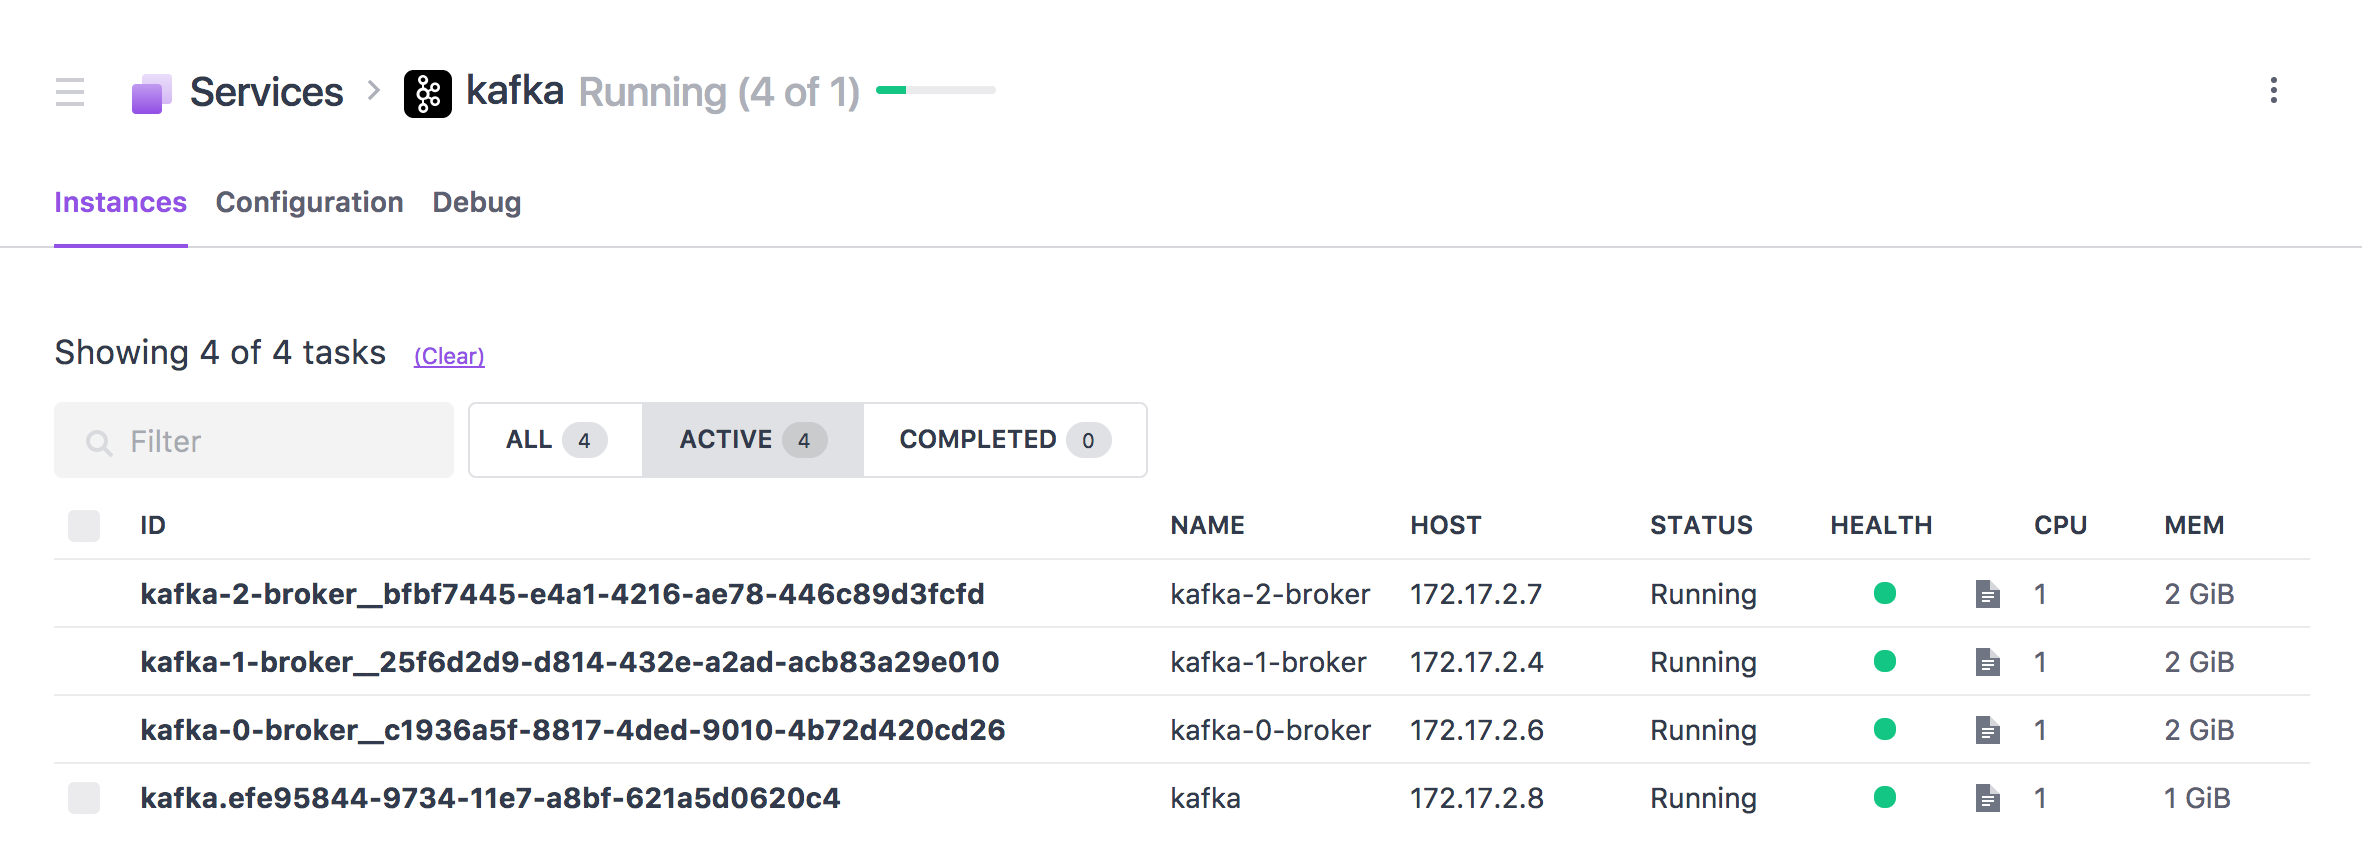 Services > kafka Running (4 of 1)
Instances Configuration Debug
Showing 4 of 4 tasks (Clear)
Filter ALL 4 ACTIVE 4 COMPLETED 0
ID NAME HOST STATUS HEALTH CPU MEM
kafka-2-broker__bfbf7445-e4a1-4216-ae78-446c89d3fcfd kafka-2-broker 172.17.2.7 Running 1 2 GiB
kafka-1-broker__25f6d2d9-d814-432e-a2ad-acb83a29e010 kafka-1-broker 172.17.2.4 Running 1 2 GiB
kafka-0-broker__c1936a5f-8817-4ded-9010-4b72d420cd26 kafka-0-broker 172.17.2.6 Running 1 2 GiB
kafka.efe95844-9734-11e7-a8bf-621a5d0620c4 kafka 172.17.2.8 Running 1 1 GiB